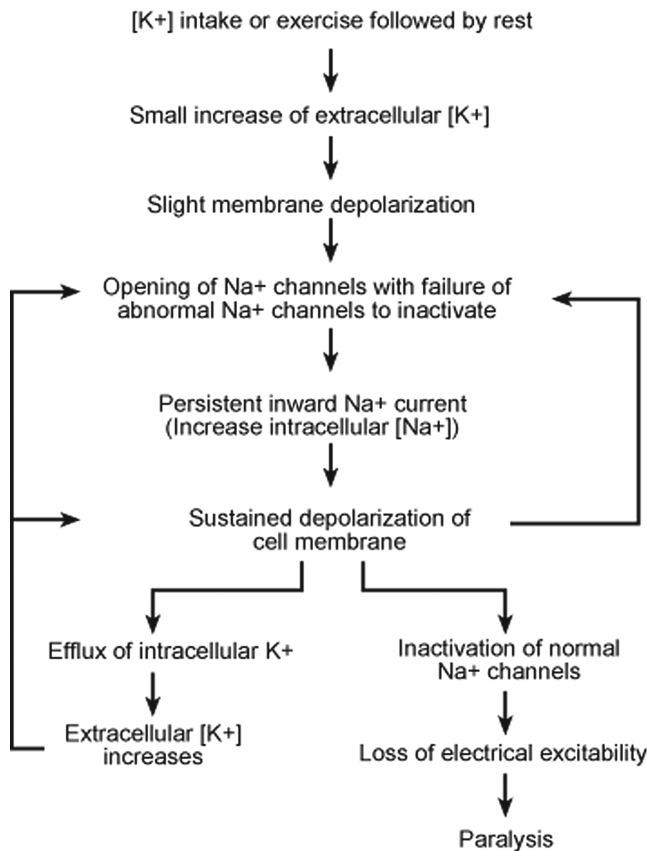 [K+] intake or exercise followed by rest
Small increase of extracellular [K+]
Slight membrane depolarization
Opening of Na+ channels with failure of
abnormal Na+ channels to inactivate
Persistent inward Na+ current
(Increase intracellular [Na+])
Sustained depolarization of
cell membrane
Efflux of intracellular K+
Extracellular [K+]
increases
Inactivation of normal
Na+ channels
Loss of electrical excitability
Paralysis